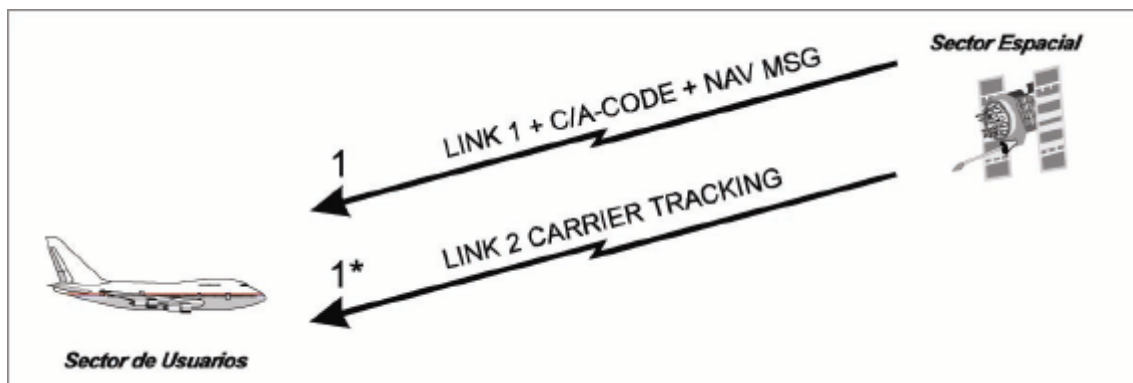 Sector Espacial
LINK 1 + C/A-CODE + NAV MSG
1
LINK 2 CARRIER TRACKING
1*
Sector de Usuarios